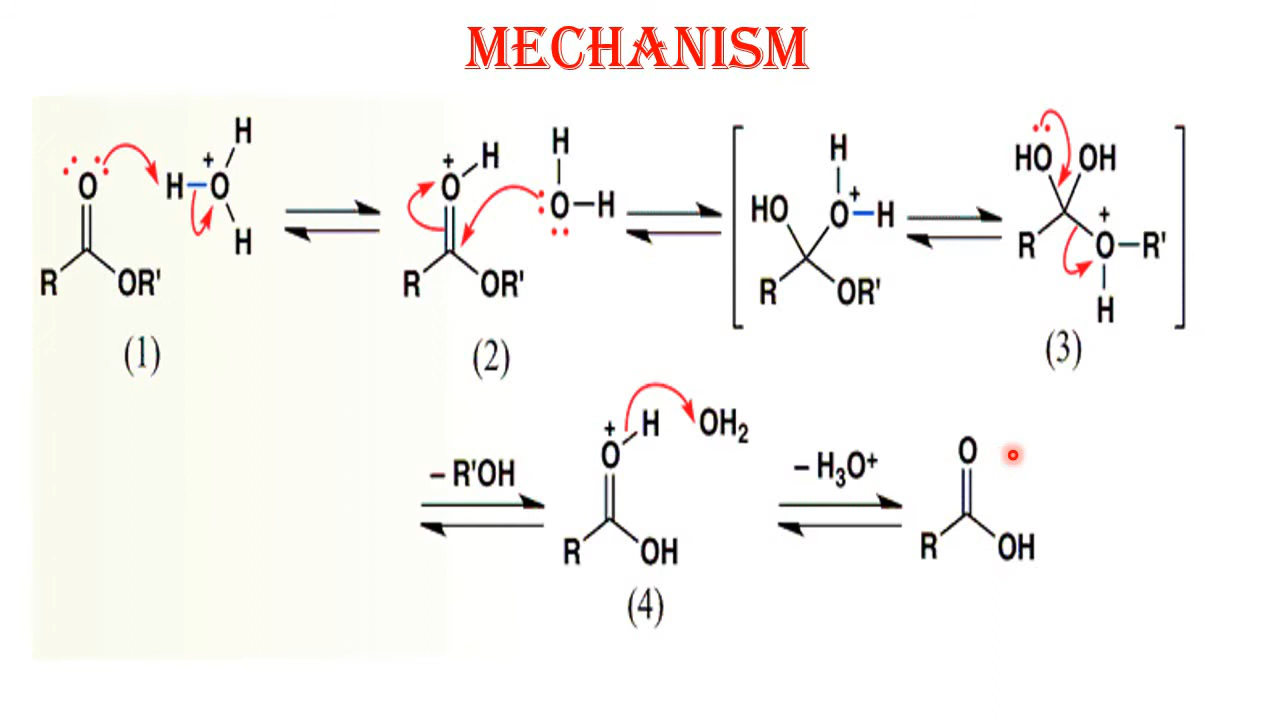 MECHANISM
O H + O H H R OR'
+ O H R OR' H O H
HO H O + H R OR'
HO OH R + O R' H
(1) (2) (3)
− R'OH
+ O H OH₂ R OH
− H₃O⁺
O R OH
(4)